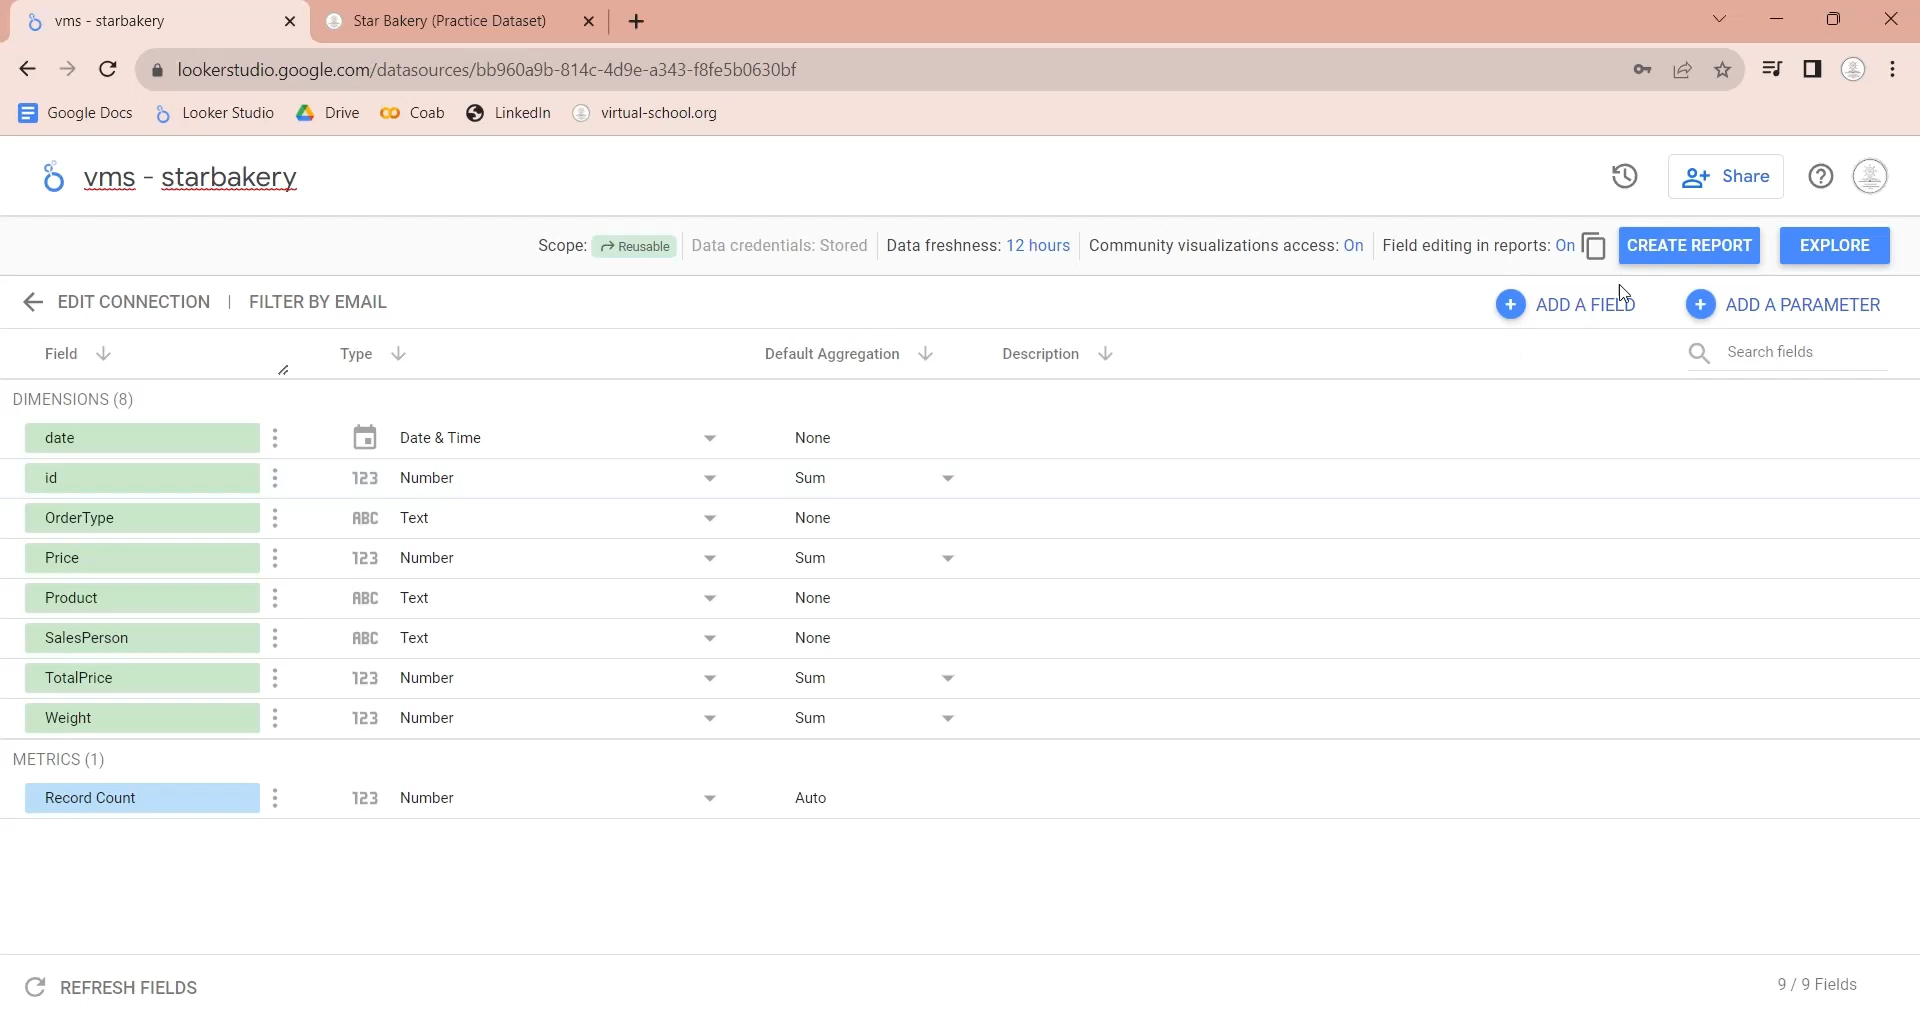 vms - starbakery
Star Bakery (Practice Dataset)
lookerstudio.google.com/datasources/bb960a9b-814c-4d9e-a343-f8fe5b0630bf
Google Docs Looker Studio Drive Coab LinkedIn virtual-school.org
vms - starbakery
Share
Scope: Reusable Data credentials: Stored Data freshness: 12 hours Community visualizations access: On Field editing in reports: On CREATE REPORT EXPLORE
EDIT CONNECTION | FILTER BY EMAIL ADD A FIELD ADD A PARAMETER
Field Type Default Aggregation Description Search fields
DIMENSIONS (8)
date Date & Time None
id 123 Number Sum
OrderType ABC Text None
Price 123 Number Sum
Product ABC Text None
SalesPerson ABC Text None
TotalPrice 123 Number Sum
Weight 123 Number Sum
METRICS (1)
Record Count 123 Number Auto
REFRESH FIELDS 9 / 9 Fields